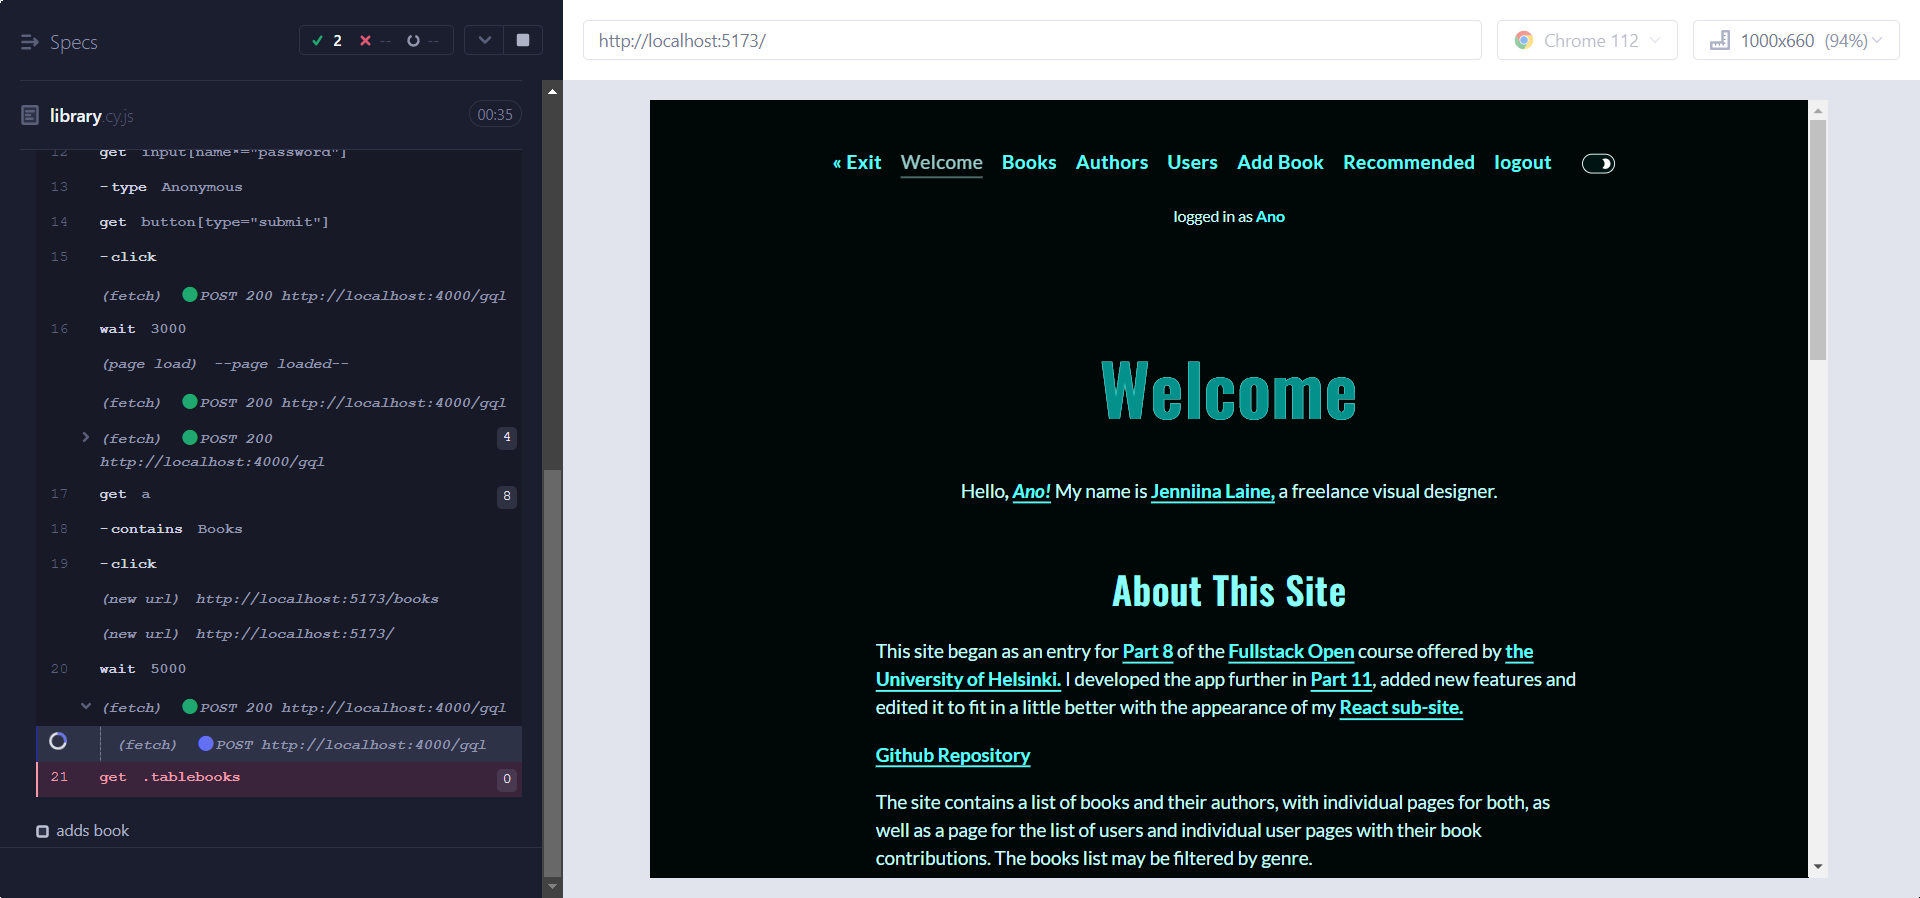 Specs
2 -- --
library.cy.js
00:35
12 get input[name*="password"]
13 -type Anonymous
14 get button[type="submit"]
15 -click
(fetch) POST 200 http://localhost:4000/gql
16 wait 3000
(page load) --page loaded--
(fetch) POST 200 http://localhost:4000/gql
(fetch) POST 200 4
http://localhost:4000/gql
17 get a 8
18 -contains Books
19 -click
(new url) http://localhost:5173/books
(new url) http://localhost:5173/
20 wait 5000
(fetch) POST 200 http://localhost:4000/gql
(fetch) POST http://localhost:4000/gql
21 get .tablebooks 0
adds book
http://localhost:5173/
Chrome 112
1000x660 (94%)
« Exit Welcome Books Authors Users Add Book Recommended logout
logged in as Ano
Welcome
Hello, Ano! My name is Jenniina Laine, a freelance visual designer.
About This Site
This site began as an entry for Part 8 of the Fullstack Open course offered by the
University of Helsinki. I developed the app further in Part 11, added new features and
edited it to fit in a little better with the appearance of my React sub-site.
Github Repository
The site contains a list of books and their authors, with individual pages for both, as
well as a page for the list of users and individual user pages with their book
contributions. The books list may be filtered by genre.